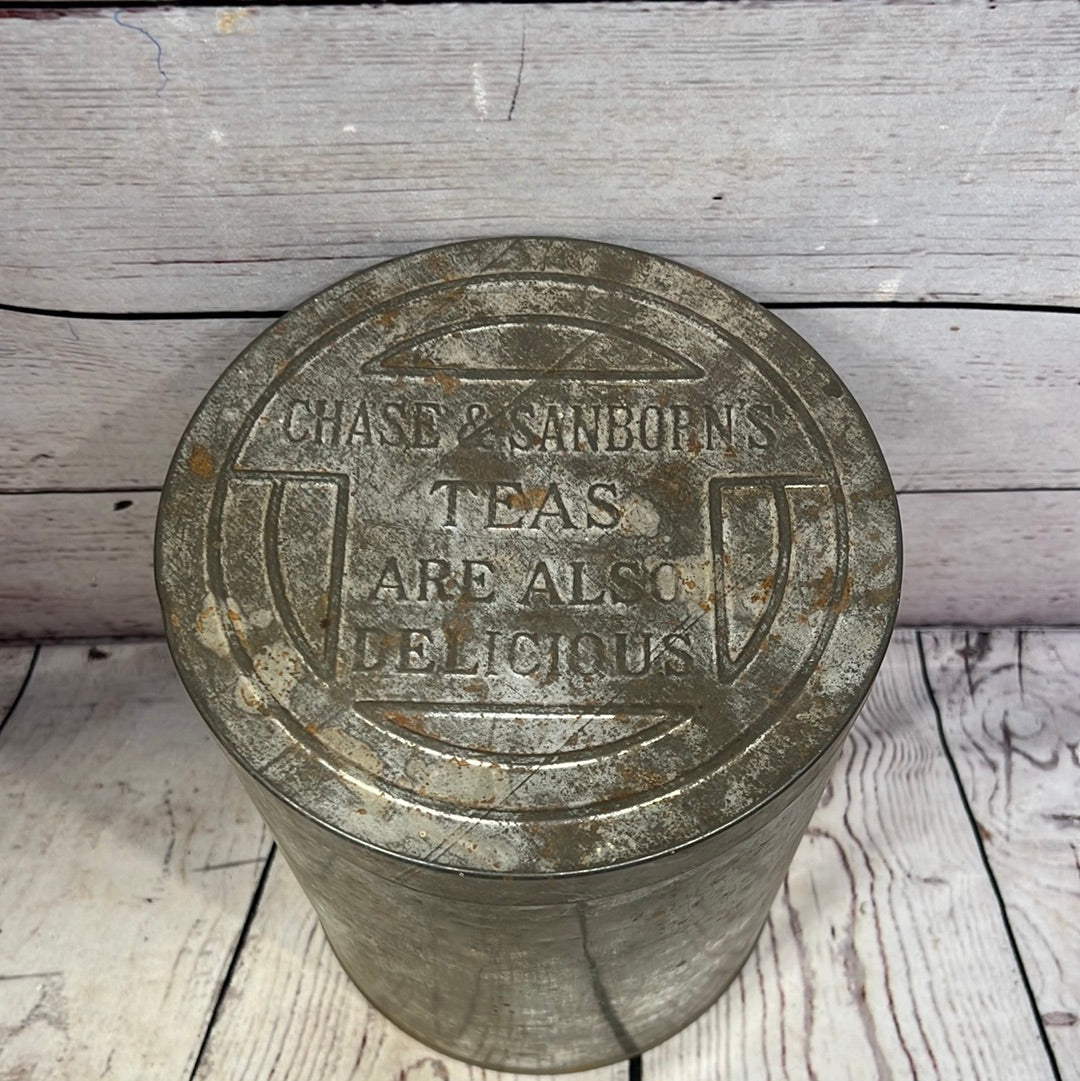 CHASE & SANBORN'S
TEAS
ARE ALSO
DELICIOUS